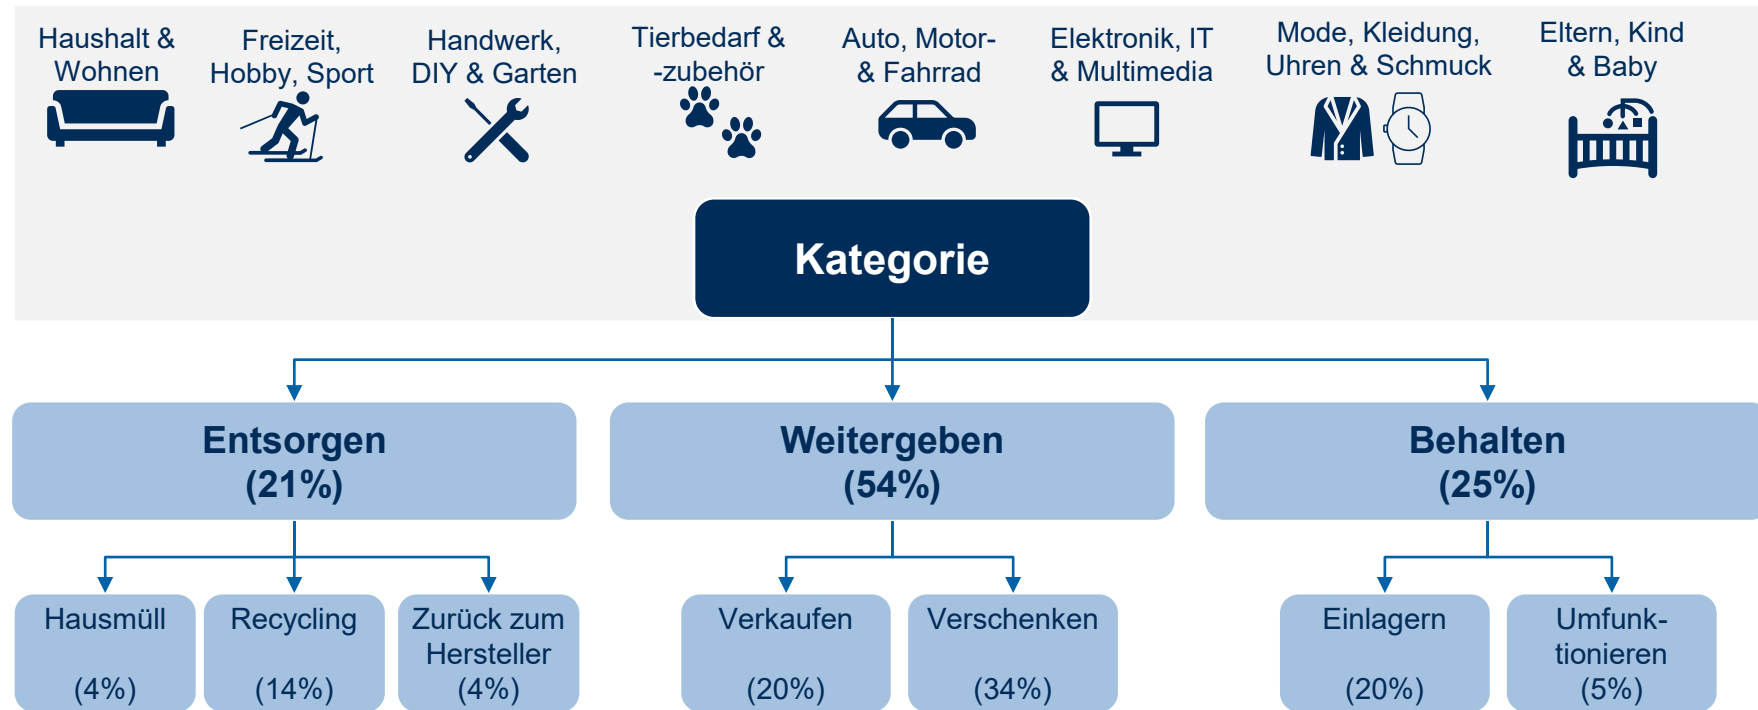 Haushalt &
Wohnen
Freizeit,
Hobby, Sport
Handwerk,
DIY & Garten
Tierbedarf &
-zubehör
Auto, Motor-
& Fahrrad
Elektronik, IT
& Multimedia
Mode, Kleidung,
Uhren & Schmuck
Eltern, Kind
& Baby
Kategorie
Entsorgen
(21%)
Weitergeben
(54%)
Behalten
(25%)
Hausmüll
(4%)
Recycling
(14%)
Zurück zum
Hersteller
(4%)
Verkaufen
(20%)
Verschenken
(34%)
Einlagern
(20%)
Umfunk-
tionieren
(5%)